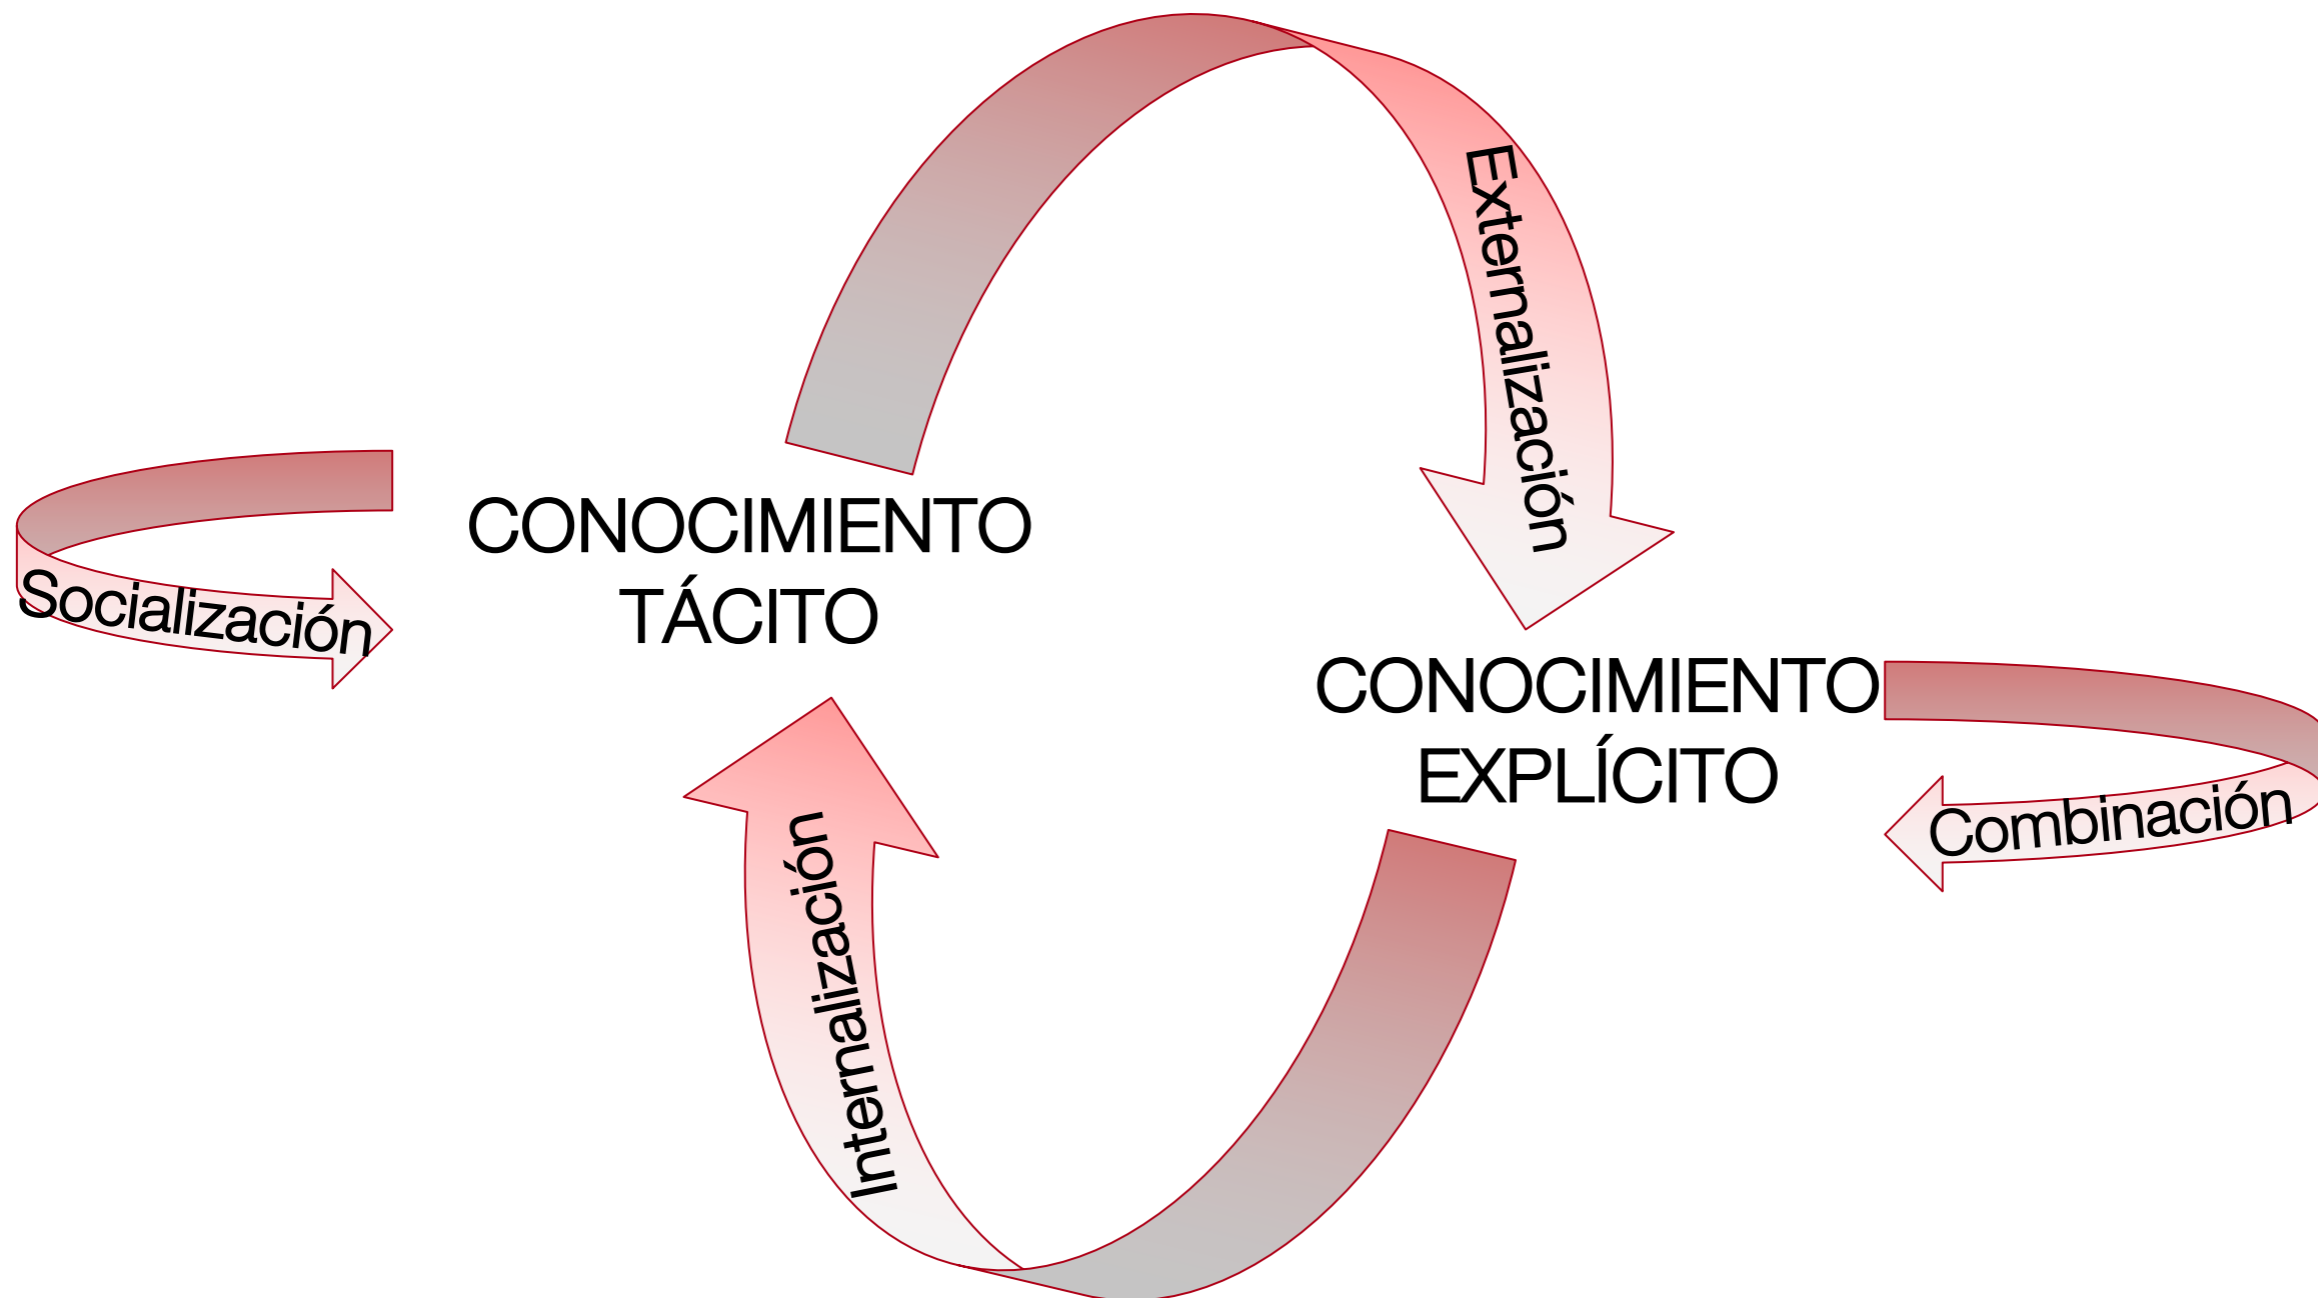 Externalización
CONOCIMIENTO
TÁCITO
Socialización
CONOCIMIENTO
EXPLÍCITO
Combinación
Internalización